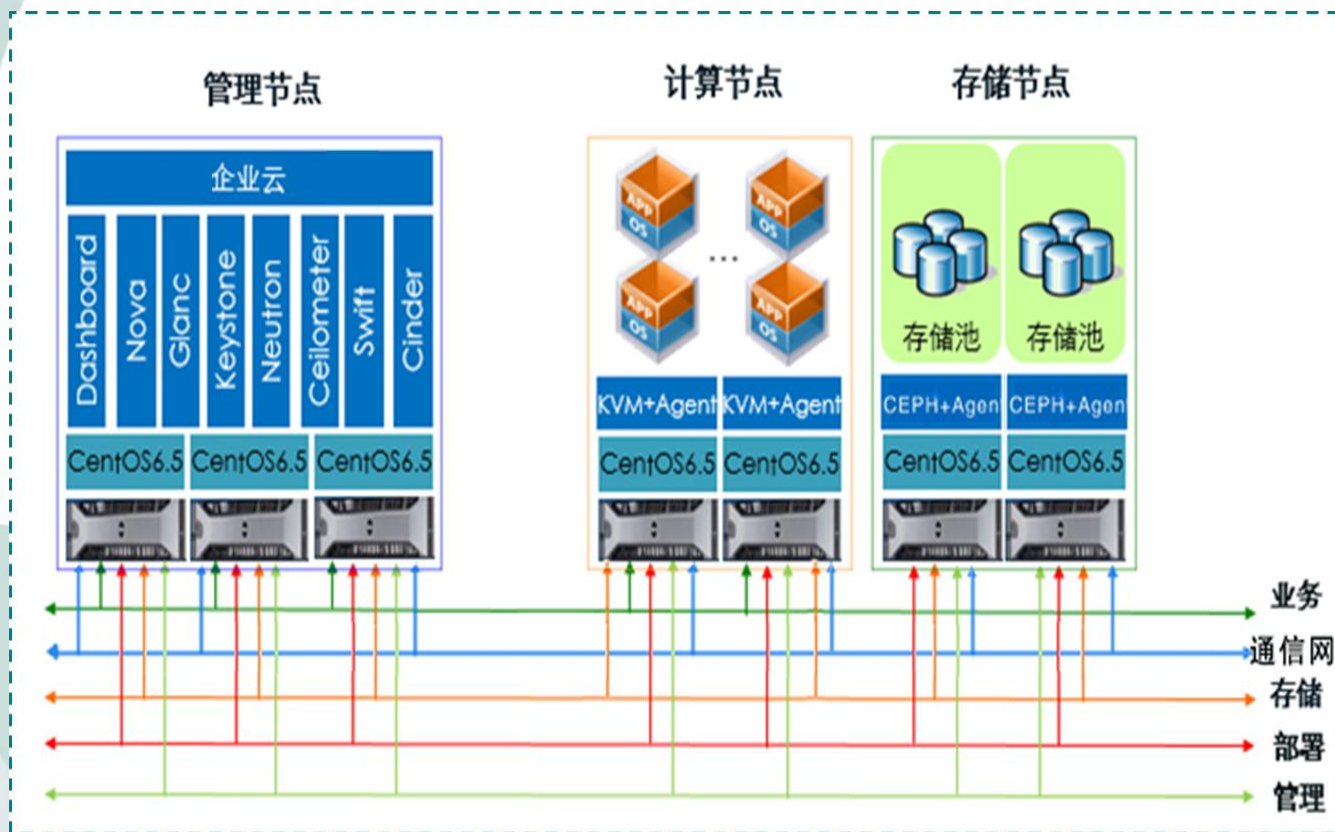 管理节点
计算节点
存储节点
企业云
Dashboard
Nova
Glanc
Keystone
Neutron
Ceilometer
Swift
Cinder
CentOS6.5
CentOS6.5
CentOS6.5
APP
OS
APP
OS
...
APP
OS
APP
OS
KVM+Agent
KVM+Agent
CentOS6.5
CentOS6.5
存储池
存储池
CEPH+Agen
CEPH+Agen
CentOS6.5
CentOS6.5
业务
通信网
存储
部署
管理